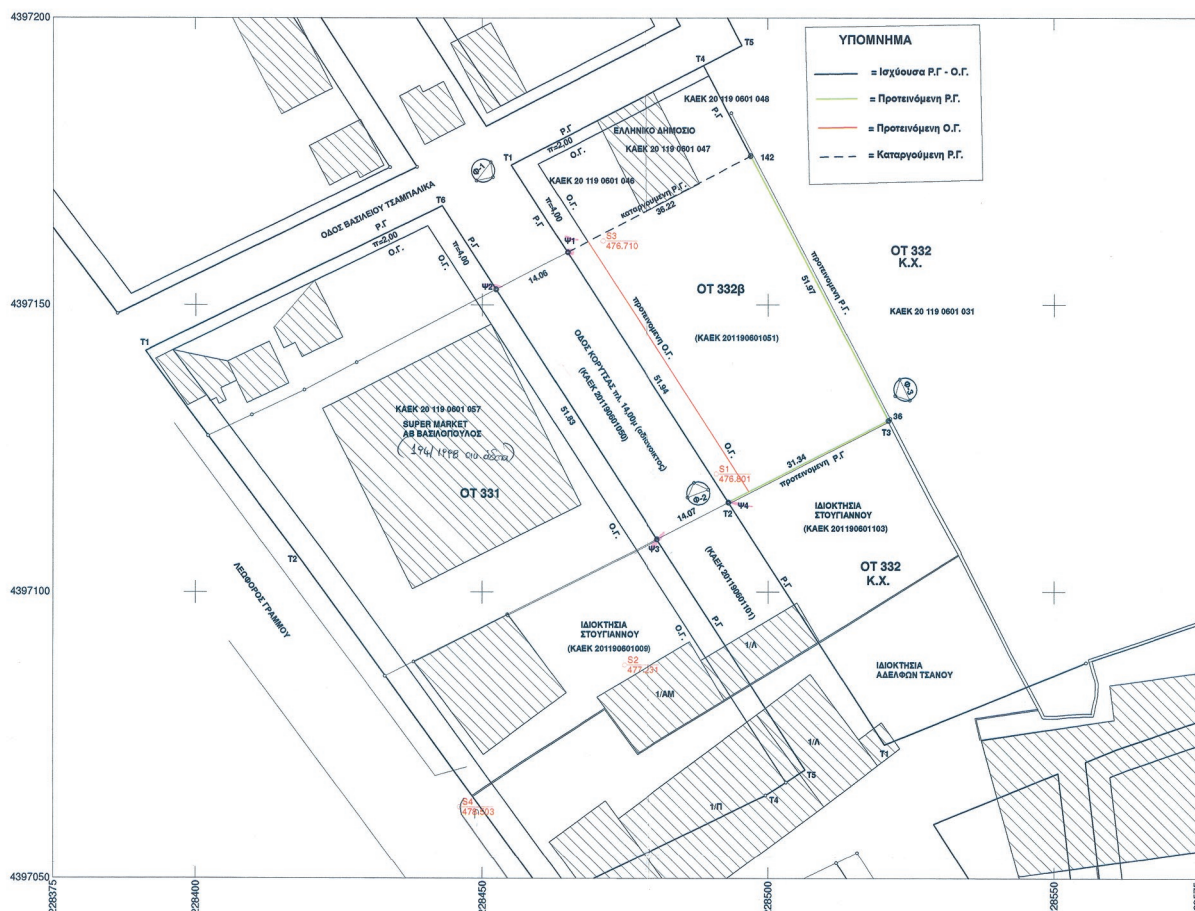 4397200
ΥΠΟΜΝΗΜΑ
= Ισχύουσα Ρ.Γ - Ο.Γ.
= Προτεινόμενη Ρ.Γ.
= Προτεινόμενη Ο.Γ.
= Καταργούμενη Ρ.Γ.
T5
T4
ΚΑΕΚ 20 119 0601 048
Ρ.Γ
Ρ.Γ
π=2,00
Ο.Γ.
ΕΛΛΗΝΙΚΟ ΔΗΜΟΣΙΟ
ΚΑΕΚ 20 119 0601 047
T1
Φ-1
142
ΚΑΕΚ 20 119 0601 046
καταργούμενη Ρ.Γ.
36.22
ΟΔΟΣ ΒΑΣΙΛΕΙΟΥ ΤΣΑΜΠΑΛΙΚΑ
Ρ.Γ
π=2,00
Ο.Γ.
T6
Ρ.Γ
π=4,00
Ο.Γ.
Ρ.Γ
π=4,00
Ο.Γ.
Ψ1
S3
476.710
ΟΤ 332
Κ.Χ.
14.06
Ψ2
ΟΤ 332β
προτεινομενη Ρ.Γ.
51.97
4397150
ΚΑΕΚ 20 119 0601 031
προτεινόμενη Ο.Γ.
(ΚΑΕΚ 201190601051)
T1
ΟΔΟΣ ΚΟΡΥΤΣΑΣ πλ. 14,00μ (αδιανοικτος)
(ΚΑΕΚ 201190601050)
51.94
51.83
ΚΑΕΚ 20 119 0601 057
SUPER MARKET
ΑΒ ΒΑΣΙΛΟΠΟΥΛΟΣ
Φ-3
36
T3
Ο.Γ.
S1
476.801
31.34
προτεινομενη Ρ.Γ
ΟΤ 331
Φ-2
T2
Ψ4
14.07
Ο.Γ.
Ψ3
ΙΔΙΟΚΤΗΣΙΑ
ΣΤΟΥΓΙΑΝΝΟΥ
(ΚΑΕΚ 201190601103)
T2
ΛΕΩΦΟΡΟΣ ΓΡΑΜΜΟΥ
(ΚΑΕΚ 201190601101)
Ρ.Γ
ΟΤ 332
Κ.Χ.
4397100
ΙΔΙΟΚΤΗΣΙΑ
ΣΤΟΥΓΙΑΝΝΟΥ
(ΚΑΕΚ 201190601009)
Ο.Γ.
Ρ.Γ
1/Λ
S2
1/ΑΜ
ΙΔΙΟΚΤΗΣΙΑ
ΑΔΕΛΦΩΝ ΤΣΑΝΟΥ
1/Λ
T1
T5
T4
1/Π
S4
4397050
228375
228400
228450
228500
228550